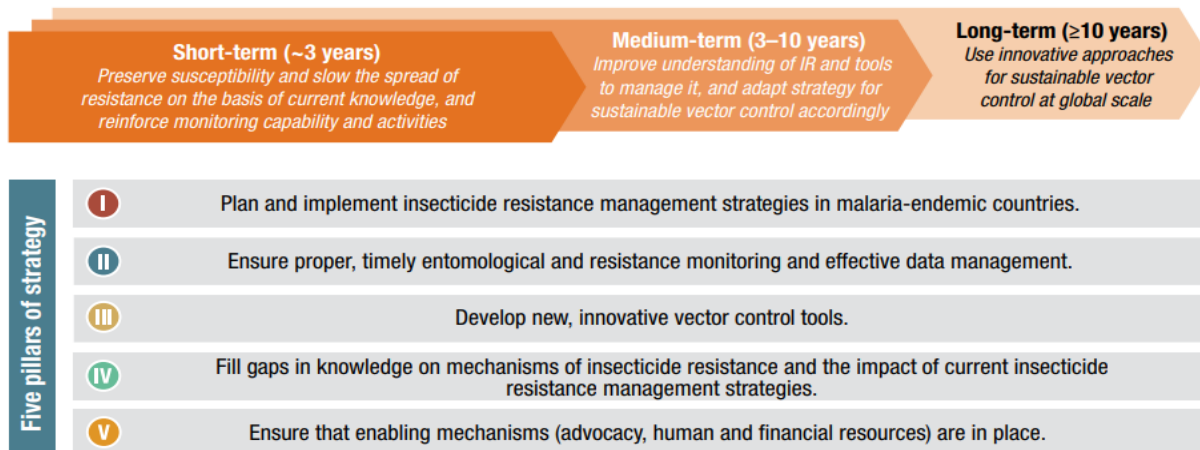 Short-term (~3 years)
Preserve susceptibility and slow the spread of
resistance on the basis of current knowledge, and
reinforce monitoring capability and activities
Medium-term (3–10 years)
Improve understanding of IR and tools
to manage it, and adapt strategy for
sustainable vector control accordingly
Long-term (≥10 years)
Use innovative approaches
for sustainable vector
control at global scale
Five pillars of strategy
I
Plan and implement insecticide resistance management strategies in malaria-endemic countries.
II
Ensure proper, timely entomological and resistance monitoring and effective data management.
III
Develop new, innovative vector control tools.
IV
Fill gaps in knowledge on mechanisms of insecticide resistance and the impact of current insecticide
resistance management strategies.
V
Ensure that enabling mechanisms (advocacy, human and financial resources) are in place.